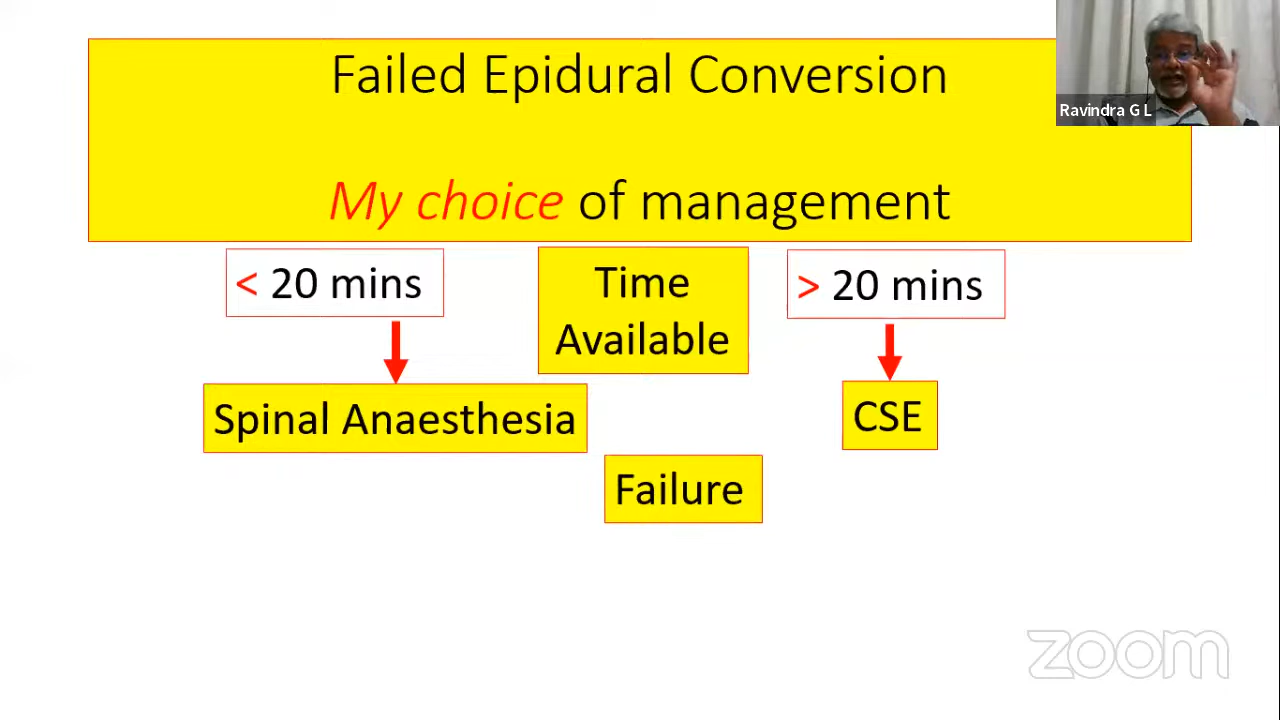 Failed Epidural Conversion
Ravindra G L
My choice of management
< 20 mins
Time
Available
> 20 mins
Spinal Anaesthesia
CSE
Failure
zoom